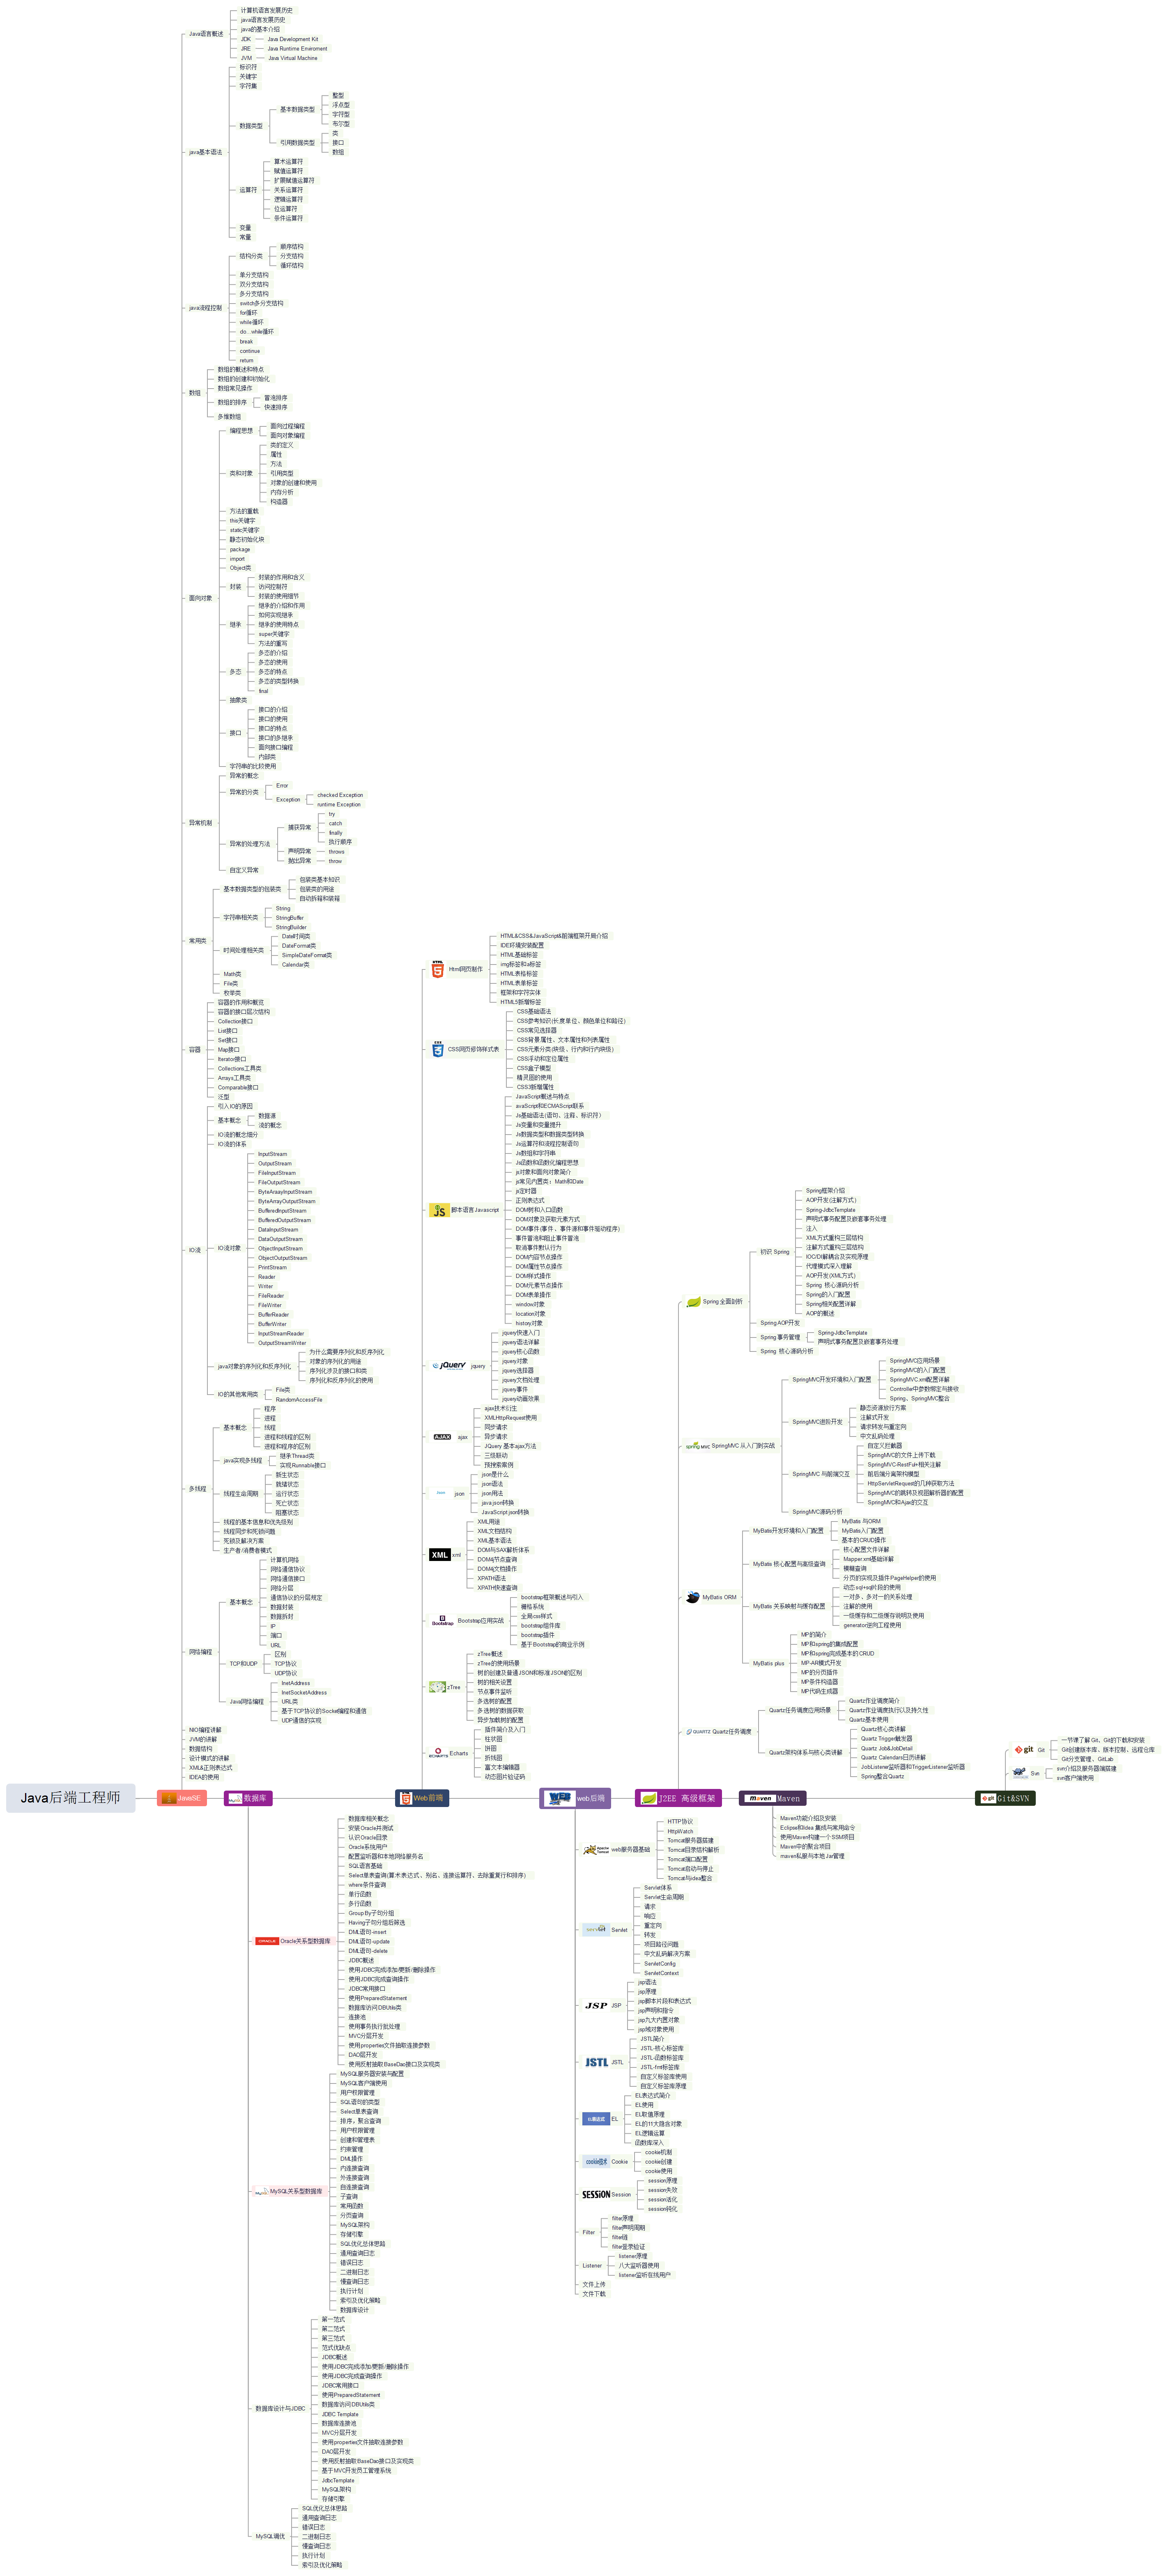 Java后端工程师
JavaSE
Java语言概述
计算机语言发展历史
java语言发展历史
java的基本介绍
JDK
Java Development Kit
JRE
Java Runtime Enviroment
JVM
Java Virtual Machine
java基本语法
标识符
关键字
字符集
数据类型
基本数据类型
整型
浮点型
字符型
布尔型
引用数据类型
类
接口
数组
运算符
算术运算符
赋值运算符
扩展赋值运算符
关系运算符
逻辑运算符
位运算符
条件运算符
变量
常量
java流程控制
结构分类
顺序结构
分支结构
循环结构
单分支结构
双分支结构
多分支结构
switch多分支结构
for循环
while循环
do…while循环
break
continue
return
数组
数组的概述和特点
数组的创建和初始化
数组常见操作
数组的排序
冒泡排序
快速排序
多维数组
面向对象
编程思想
面向过程编程
面向对象编程
类和对象
类的定义
属性
方法
引用类型
对象的创建和使用
内存分析
构造器
方法的重载
this关键字
static关键字
静态初始化块
package
import
Object类
封装
封装的作用和含义
访问控制符
封装的使用细节
继承
继承的介绍和作用
如何实现继承
继承的使用特点
super关键字
方法的重写
多态
多态的介绍
多态的使用
多态的特点
多态的类型转换
final
抽象类
接口
接口的介绍
接口的使用
接口的特点
接口的多继承
面向接口编程
内部类
字符串的比较使用
异常机制
异常的概念
异常的分类
Error
Exception
checked Exception
runtime Exception
异常的处理方法
捕获异常
try
catch
finally
执行顺序
声明异常
throws
抛出异常
throw
自定义异常
常用类
基本数据类型的包装类
包装类基本知识
包装类的用途
自动拆箱和装箱
字符串相关类
String
StringBuffer
StringBuilder
时间处理相关类
Date时间类
DateFormat类
SimpleDateFormat类
Calendar类
Math类
File类
枚举类
容器
容器的作用和概览
容器的接口层次结构
Collection接口
List接口
Set接口
Map接口
Iterator接口
Collections工具类
Arrays工具类
Comparable接口
泛型
IO流
引入IO的原因
基本概念
数据源
流的概念
IO流的概念细分
IO流的体系
IO流对象
InputStream
OutputStream
FileInputStream
FileOutputStream
ByteAraayInputStream
ByteArrayOutputStream
BufferedInputStream
BufferedOutputStream
DataInputStream
DataOutputStream
ObjectInputStream
ObjectOutputStream
PrintStream
Reader
Writer
FileReader
FileWriter
BufferReader
BufferWriter
InputStreamReader
OutputStreamWriter
java对象的序列化和反序列化
为什么需要序列化和反序列化
对象的序列化的用途
序列化涉及的接口和类
序列化和反序列化的使用
IO的其他常用类
File类
RandomAccessFile
多线程
基本概念
程序
进程
线程
进程和线程的区别
进程和程序的区别
java实现多线程
继承Thread类
实现Runnable接口
线程生命周期
新生状态
就绪状态
运行状态
死亡状态
阻塞状态
线程的基本信息和优先级别
线程同步和死锁问题
死锁及解决方案
生产者/消费者模式
网络编程
基本概念
计算机网络
网络通信协议
网络通信接口
网络分层
通信协议的分层规定
数据封装
数据拆封
IP
端口
URL
TCP和UDP
区别
TCP协议
UDP协议
Java网络编程
InetAddress
InetSocketAddress
URL类
基于TCP协议的Socket编程和通信
UDP通信的实现
NIO编程讲解
JVM的讲解
数据结构
设计模式的讲解
XML&正则表达式
IDEA的使用
数据库
Oracle关系型数据库
数据库相关概念
安装Oracle并测试
认识Oracle目录
Oracle系统用户
配置监听器和本地网络服务名
SQL语言基础
Select单表查询(算术表达式、别名、连接运算符、去除重复行和排序)
where条件查询
单行函数
多行函数
Group By子句分组
Having子句分组后筛选
DML语句-insert
DML语句-update
DML语句-delete
JDBC概述
使用JDBC完成添加/更新/删除操作
使用JDBC完成查询操作
JDBC常用接口
使用PreparedStatement
数据库访问DBUtils类
连接池
使用事务执行批处理
MVC分层开发
使用properties文件抽取连接参数
DAO层开发
使用反射抽取BaseDao接口及实现类
MySQL关系型数据库
MySQL服务器安装与配置
MySQL客户端使用
用户权限管理
SQL语句的类型
Select单表查询
排序，聚合查询
用户权限管理
创建和管理表
约束管理
DML操作
内连接查询
外连接查询
自连接查询
子查询
常用函数
分页查询
MySQL架构
存储引擎
SQL优化总体思路
通用查询日志
错误日志
二进制日志
慢查询日志
执行计划
索引及优化策略
数据库设计
数据库设计与JDBC
第一范式
第二范式
第三范式
范式优缺点
JDBC概述
使用JDBC完成添加/更新/删除操作
使用JDBC完成查询操作
JDBC常用接口
使用PreparedStatement
数据库访问DBUtils类
JDBC Template
数据库连接池
MVC分层开发
使用properties文件抽取连接参数
DAO层开发
使用反射抽取BaseDao接口及实现类
基于MVC开发员工管理系统
JdbcTemplate
MySQL架构
存储引擎
MySQL调优
SQL优化总体思路
通用查询日志
错误日志
二进制日志
慢查询日志
执行计划
索引及优化策略
Web前端
Html网页制作
HTML&CSS&JavaScript&前端框架开局介绍
IDE环境安装配置
HTML基础标签
img标签和a标签
HTML表格标签
HTML表单标签
框架和字符实体
HTML5新增标签
CSS网页修饰样式表
CSS基础语法
CSS参考知识(长度单位、颜色单位和路径)
CSS常见选择器
CSS背景属性、文本属性和列表属性
CSS元素分类(块级、行内和行内块级)
CSS浮动和定位属性
CSS盒子模型
精灵图的使用
CSS3新增属性
JS
脚本语言Javascript
JavaScript概述与特点
avaScript和ECMAScript联系
Js基础语法(语句、注释、标识符)
Js变量和变量提升
Js数据类型和数据类型转换
Js运算符和流程控制语句
Js数组和字符串
Js函数和函数化编程思想
js对象和面向对象简介
js常见内置类：Math和Date
js定时器
正则表达式
DOM树和入口函数
DOM对象及获取元素方式
DOM事件(事件、事件源和事件驱动程序)
事件冒泡和阻止事件冒泡
取消事件默认行为
DOM内容节点操作
DOM属性节点操作
DOM样式操作
DOM元素节点操作
DOM表单操作
window对象
location对象
history对象
jQuery
jquery
jquery快速入门
jquery语法详解
jquery核心函数
jquery对象
jquery选择器
jquery文档处理
jquery事件
jquery动画效果
AJAX
ajax
ajax技术衍生
XMLHttpRequest使用
同步请求
异步请求
JQuery 基本ajax方法
三级联动
找搜索案例
json
json是什么
json语法
json用法
java json转换
JavaScript json转换
XML
xml
XML用途
XML文档结构
XML基本语法
DOM与SAX解析体系
DOM4j节点查询
DOM4j文档操作
XPATH语法
XPATH快速查询
Bootstrap
Bootstrap应用实战
bootstrap框架概述与引入
栅格系统
全局css样式
bootstrap组件库
bootstrap插件
基于Bootstrap的商业示例
zTree
zTree概述
zTree的使用场景
树的创建及普通JSON和标准JSON的区别
树的相关设置
节点事件监听
多选树的配置
多选树的数据获取
异步加载树的配置
ECHARTS
Echarts
插件简介及入门
柱状图
拼图
折线图
富文本编辑器
动态图片验证码
web后端
web服务器基础
HTTP协议
HttpWatch
Tomcat服务器搭建
Tomcat目录结构解析
Tomcat端口配置
Tomcat启动与停止
Tomcat与idea整合
Servlet
Servlet体系
Servlet生命周期
请求
响应
重定向
转发
项目路径问题
中文乱码解决方案
ServletConfig
ServletContext
JSP
JSP
jsp语法
jsp原理
jsp脚本片段和表达式
jsp声明和指令
jsp九大内置对象
jsp域对象使用
JSTL
JSTL
JSTL简介
JSTL-核心标签库
JSTL-函数标签库
JSTL-fmt标签库
自定义标签库使用
自定义标签库原理
EL
EL表达式简介
EL使用
EL取值原理
EL的11大隐含对象
EL逻辑运算
函数库深入
Cookie
cookie机制
cookie创建
cookie使用
SESSION
Session
session原理
session失效
session活化
session钝化
Filter
filter原理
filter声明周期
filter链
filter登录验证
Listener
listener原理
八大监听器使用
listener监听在线用户
文件上传
文件下载
J2EE 高级框架
Spring 全面剖析
初识 Spring
Spring框架介绍
AOP开发(注解方式)
Spring-JdbcTemplate
声明式事务配置及嵌套事务处理
注入
XML方式重构三层结构
注解方式重构三层结构
IOC/DI解耦合及实现原理
代理模式深入理解
AOP开发(XML方式)
Spring 核心源码分析
Spring的入门配置
Spring相关配置详解
AOP的概述
Spring AOP开发
Spring 事务管理
Spring-JdbcTemplate
声明式事务配置及嵌套事务处理
Spring 核心源码分析
SpringMVC 从入门到实战
SpringMVC开发环境和入门配置
SpringMVC应用场景
SpringMVC的入门配置
SpringMVC.xml配置详解
Controller中参数绑定与接收
Spring、SpringMVC整合
SpringMVC进阶开发
静态资源放行方案
注解式开发
请求转发与重定向
中文乱码处理
SpringMVC 与前端交互
自定义拦截器
SpringMVC的文件上传下载
SpringMVC-RestFul+相关注解
前后端分离架构模型
HttpServletRequest的几种获取方法
SpringMVC的跳转及视图解析器的配置
SpringMVC和Ajax的交互
SpringMVC源码分析
MyBatis ORM
MyBatis开发环境和入门配置
MyBatis 与ORM
MyBatis入门配置
基本的CRUD操作
MyBatis 核心配置与高级查询
核心配置文件详解
Mapper.xml基础详解
模糊查询
分页的实现及插件PageHelper的使用
MyBatis 关系映射与缓存配置
动态sql+sql片段的使用
一对多、多对一的关系处理
注解的使用
一级缓存和二级缓存说明及使用
generator逆向工程使用
MyBatis plus
MP的简介
MP和spring的集成配置
MP和spring完成基本的CRUD
MP-AR模式开发
MP的分页插件
MP条件构造器
MP代码生成器
QUARTZ
Quartz任务调度
Quartz任务调度应用场景
Quartz作业调度简介
Quartz作业调度执行以及持久性
Quartz基本使用
Quartz架构体系与核心类讲解
Quartz核心类讲解
Quartz Trigger触发器
Quartz Job&JobDetail
Quartz Calendars日历讲解
JobListener监听器和TriggerListener监听器
Spring整合Quartz
Maven
Maven功能介绍及安装
Eclipse和Idea 集成与常用命令
使用Maven构建一个SSM项目
Maven中的聚合项目
maven私服与本地Jar管理
Git&SVN
git
Git
一节课了解 Git、Git的下载和安装
Git创建版本库、版本控制、远程仓库
Git分支管理 、GitLab
Svn
svn介绍及服务器端搭建
svn客户端使用